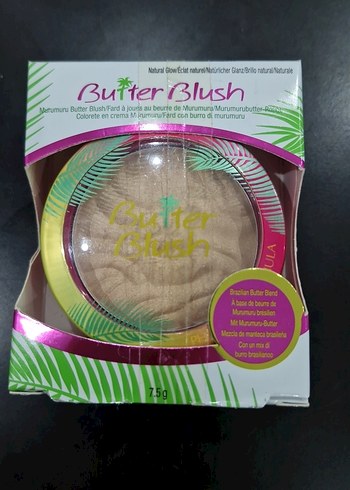 Natural Glow/Éclat naturel/Natürlicher Glanz/Brillo natural/Naturale
Butter Blush
Murumuru Butter Blush/Fard à joues au beurre de Murumuru/Murumurubutter
Colorete en crema Murumuru/Fard con burro di murumuru
Butter
Blush
ULA
Brazilian Butter Blend
À base de beurre de
Murumuru brésilien
Mit Murumuru-Butter
Mezcla de manteca brasileña
Con un mix di
burro brasiliano
7.5 g